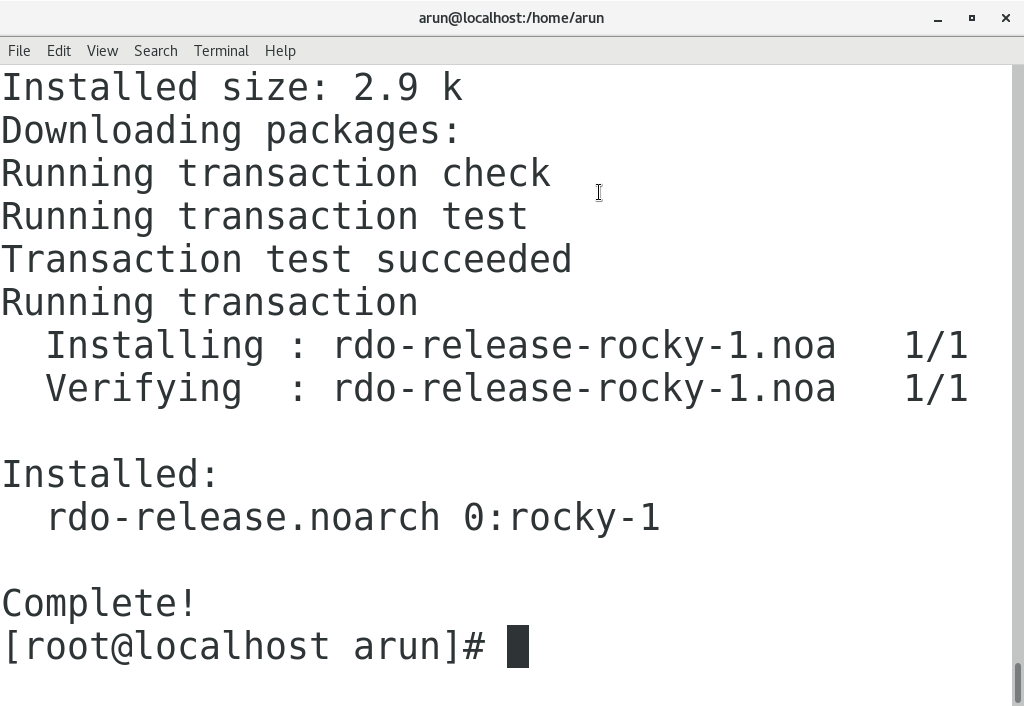 arun@localhost:/home/arun
File Edit View Search Terminal Help
Installed size: 2.9 k
Downloading packages:
Running transaction check
Running transaction test
Transaction test succeeded
Running transaction
  Installing : rdo-release-rocky-1.noa   1/1
  Verifying  : rdo-release-rocky-1.noa   1/1

Installed:
  rdo-release.noarch 0:rocky-1

Complete!
[root@localhost arun]#